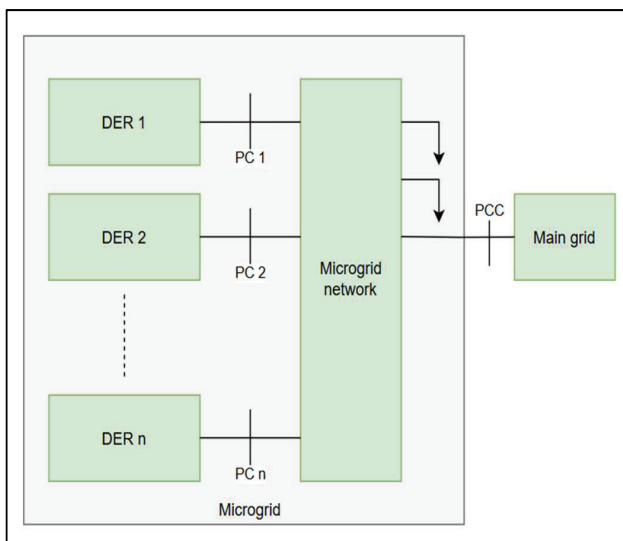 DER 1
PC 1
DER 2
PC 2
Microgrid
network
PCC
Main grid
DER n
PC n
Microgrid